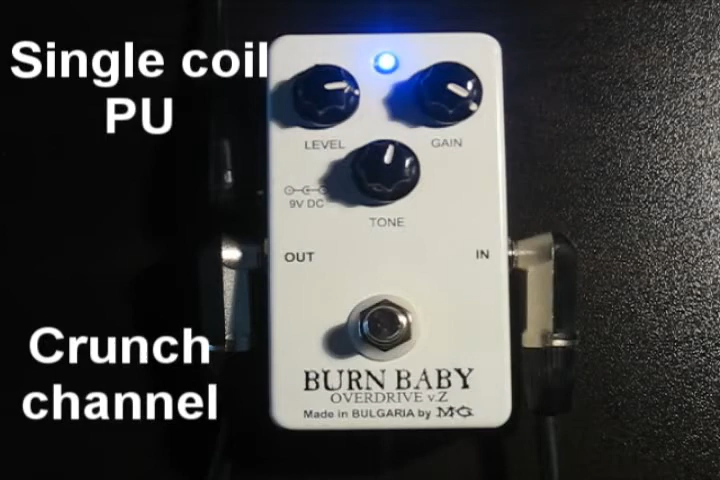 Single coil
PU
LEVEL
GAIN
TONE
9V DC
OUT
IN
Crunch
channel
BURN BABY
OVERDRIVE v.Z
Made in BULGARIA by